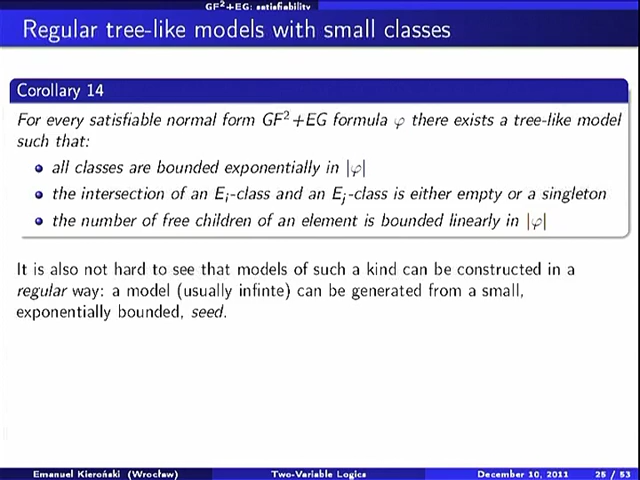 GF²+EG: satisfiability
Regular tree-like models with small classes
Corollary 14
For every satisfiable normal form GF²+EG formula φ there exists a tree-like model
such that:
all classes are bounded exponentially in |φ|
the intersection of an Eᵢ-class and an Eⱼ-class is either empty or a singleton
the number of free children of an element is bounded linearly in |φ|
It is also not hard to see that models of such a kind can be constructed in a
regular way: a model (usually infinte) can be generated from a small,
exponentially bounded, seed.
Emanuel Kieroński (Wrocław) Two-Variable Logics December 10, 2011 25 / 53